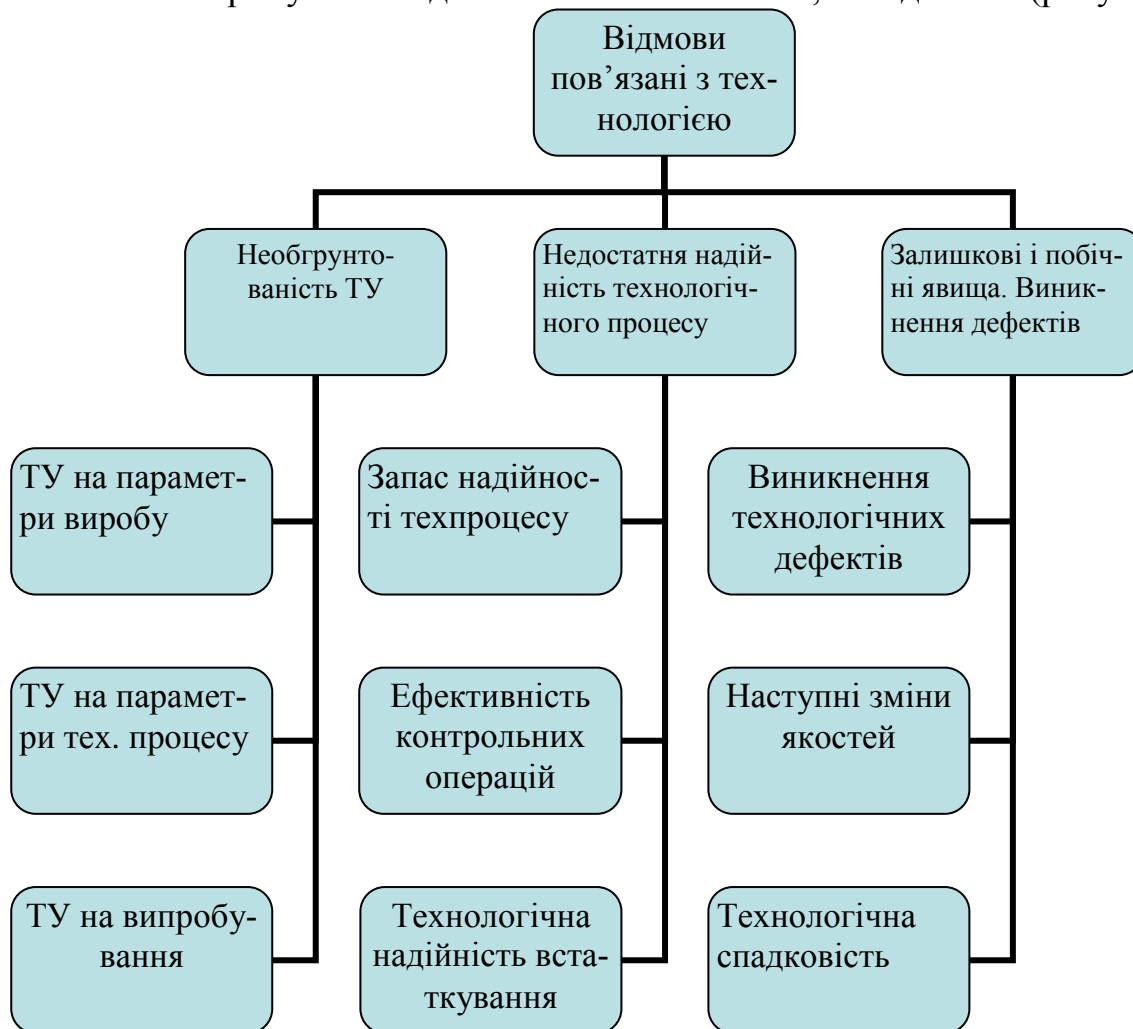 Відмови
пов’язані з тех-
нологією
Необгрунто-
ваність ТУ
Недостатня надій-
ність технологіч-
ного процесу
Залишкові і побіч-
ні явища. Виник-
нення дефектів
ТУ на парамет-
ри виробу
Запас надійнос-
ті техпроцесу
Виникнення
технологічних
дефектів
ТУ на парамет-
ри тех. процесу
Ефективність
контрольних
операцій
Наступні зміни
якостей
ТУ на випробу-
вання
Технологічна
надійність вста-
ткування
Технологічна
спадковість